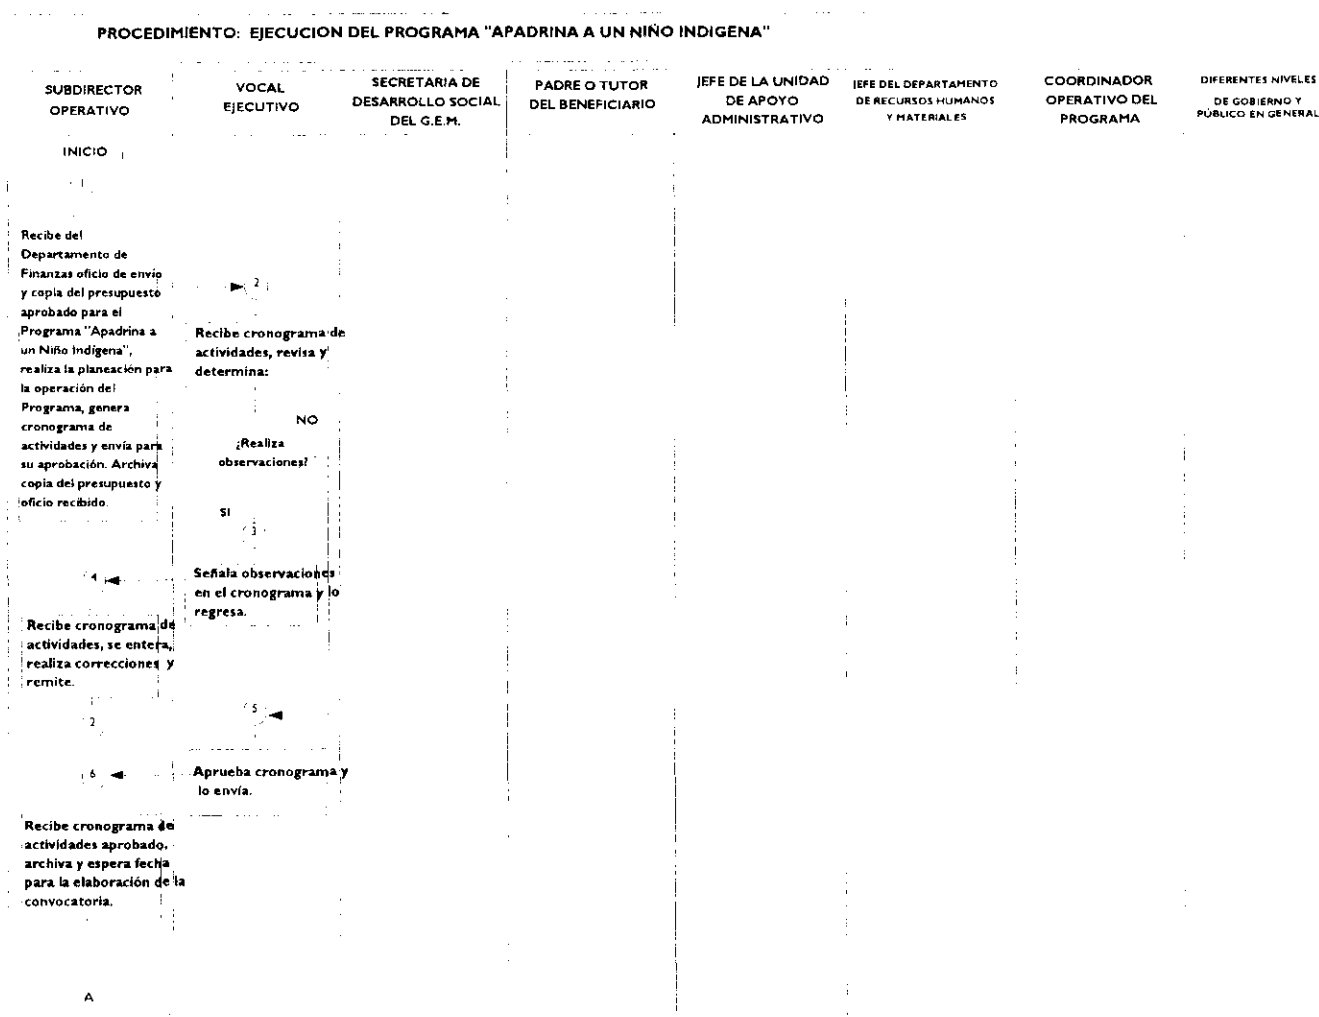 PROCEDIMIENTO: EJECUCION DEL PROGRAMA "APADRINA A UN NIÑO INDIGENA"
SUBDIRECTOR
OPERATIVO
VOCAL
EJECUTIVO
SECRETARIA DE
DESARROLLO SOCIAL
DEL G.E.M.
PADRE O TUTOR
DEL BENEFICIARIO
JEFE DE LA UNIDAD
DE APOYO
ADMINISTRATIVO
JEFE DEL DEPARTAMENTO
DE RECURSOS HUMANOS
Y MATERIALES
COORDINADOR
OPERATIVO DEL
PROGRAMA
DIFERENTES NIVELES
DE GOBIERNO Y
PÚBLICO EN GENERAL
INICIO
1
Recibe del
Departamento de
Finanzas oficio de envío
y copia del presupuesto
aprobado para el
Programa "Apadrina a
un Niño Indígena",
realiza la planeación para
la operación del
Programa, genera
cronograma de
actividades y envía para
su aprobación. Archiva
copia del presupuesto y
oficio recibido.
2
Recibe cronograma de
actividades, revisa y
determina:
NO
¿Realiza
observaciones?
SI
3
Señala observaciones
en el cronograma y lo
regresa.
4
Recibe cronograma de
actividades, se entera,
realiza correcciones y
remite.
2
5
Aprueba cronograma y
lo envía.
6
Recibe cronograma de
actividades aprobado,
archiva y espera fecha
para la elaboración de la
convocatoria.
A